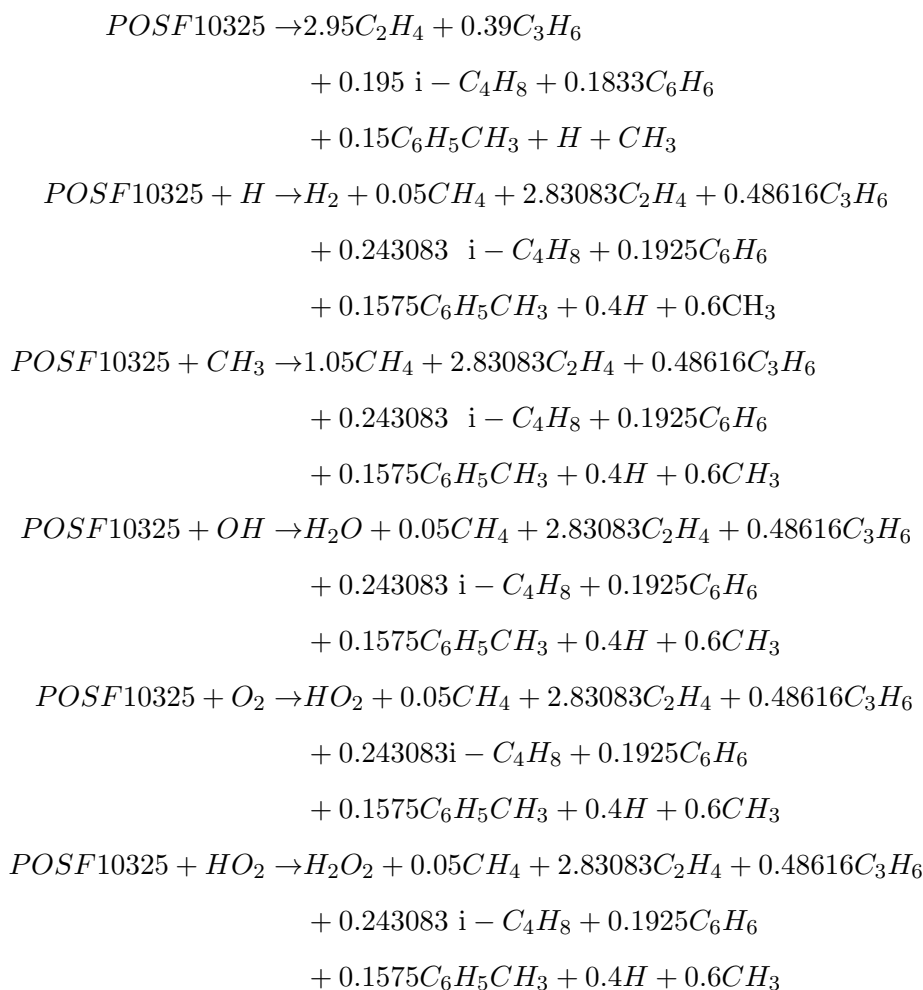 POSF10325 →2.95C₂H₄ + 0.39C₃H₆
+ 0.195 i − C₄H₈ + 0.1833C₆H₆
+ 0.15C₆H₅CH₃ + H + CH₃
POSF10325 + H →H₂ + 0.05CH₄ + 2.83083C₂H₄ + 0.48616C₃H₆
+ 0.243083 i − C₄H₈ + 0.1925C₆H₆
+ 0.1575C₆H₅CH₃ + 0.4H + 0.6CH₃
POSF10325 + CH₃ →1.05CH₄ + 2.83083C₂H₄ + 0.48616C₃H₆
+ 0.243083 i − C₄H₈ + 0.1925C₆H₆
+ 0.1575C₆H₅CH₃ + 0.4H + 0.6CH₃
POSF10325 + OH →H₂O + 0.05CH₄ + 2.83083C₂H₄ + 0.48616C₃H₆
+ 0.243083 i − C₄H₈ + 0.1925C₆H₆
+ 0.1575C₆H₅CH₃ + 0.4H + 0.6CH₃
POSF10325 + O₂ →HO₂ + 0.05CH₄ + 2.83083C₂H₄ + 0.48616C₃H₆
+ 0.243083i − C₄H₈ + 0.1925C₆H₆
+ 0.1575C₆H₅CH₃ + 0.4H + 0.6CH₃
POSF10325 + HO₂ →H₂O₂ + 0.05CH₄ + 2.83083C₂H₄ + 0.48616C₃H₆
+ 0.243083 i − C₄H₈ + 0.1925C₆H₆
+ 0.1575C₆H₅CH₃ + 0.4H + 0.6CH₃